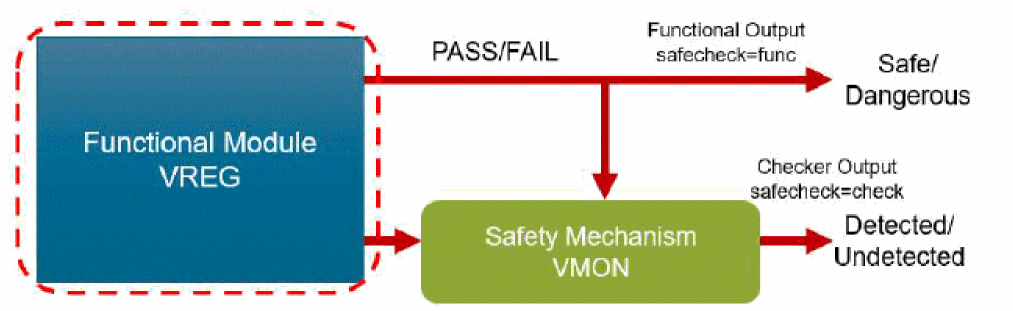 Functional Module
VREG
PASS/FAIL
Functional Output
safecheck=func
Safe/
Dangerous
Safety Mechanism
VMON
Checker Output
safecheck=check
Detected/
Undetected